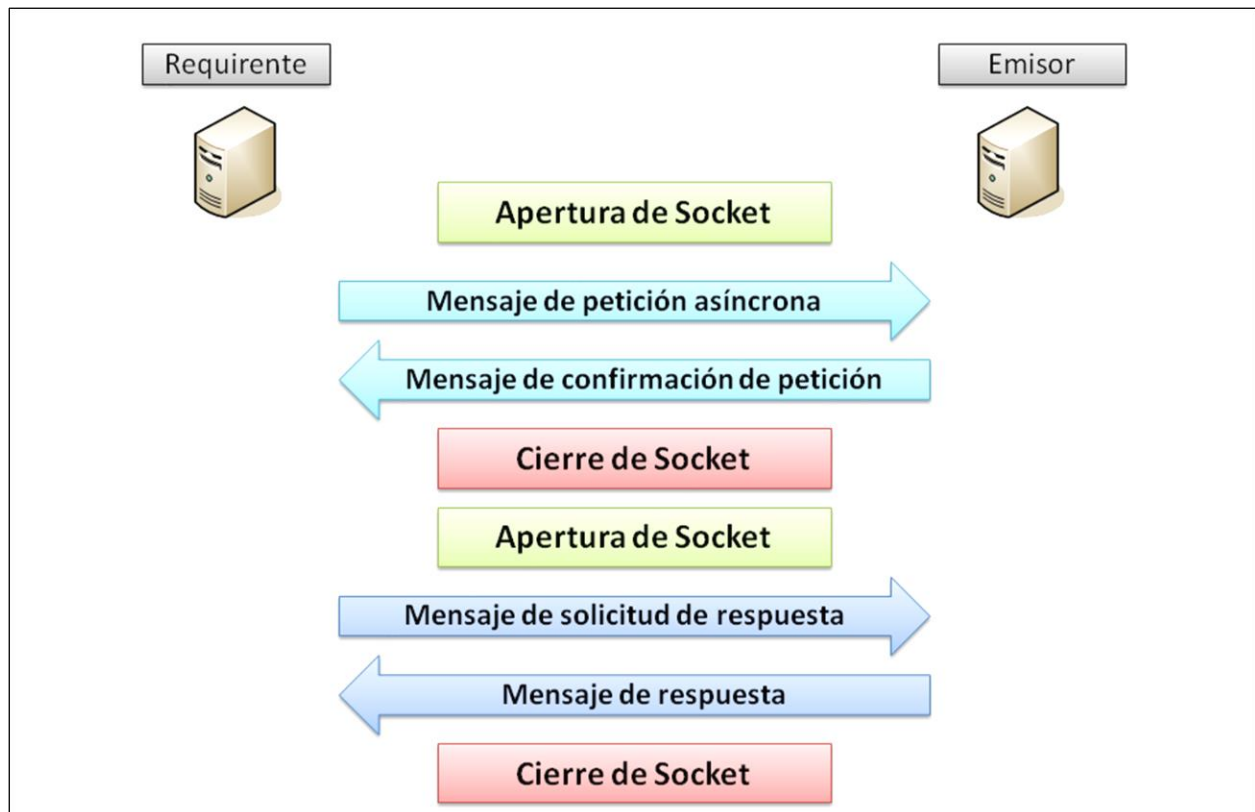 Requirente
Emisor
Apertura de Socket
Mensaje de petición asíncrona
Mensaje de confirmación de petición
Cierre de Socket
Apertura de Socket
Mensaje de solicitud de respuesta
Mensaje de respuesta
Cierre de Socket